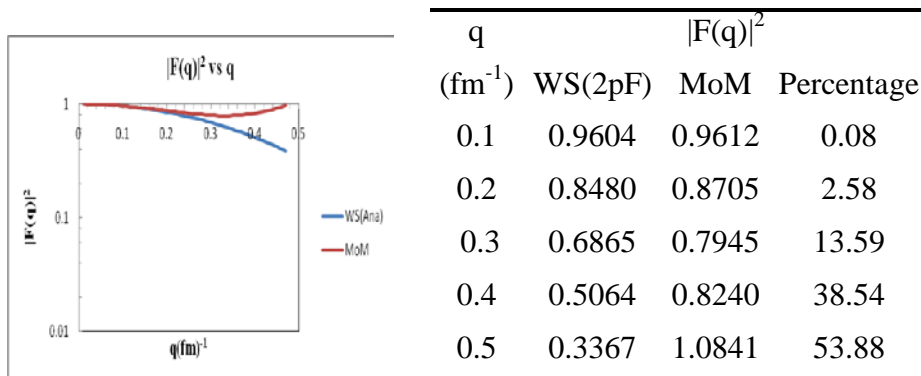 |F(q)|² vs q
1
0 0.1 0.2 0.3 0.4 0.5
|F(q)|²
0.1
WS(Ana)
MoM
0.01
q(fm)⁻¹
q |F(q)|²
(fm⁻¹) WS(2pF) MoM Percentage
0.1 0.9604 0.9612 0.08
0.2 0.8480 0.8705 2.58
0.3 0.6865 0.7945 13.59
0.4 0.5064 0.8240 38.54
0.5 0.3367 1.0841 53.88